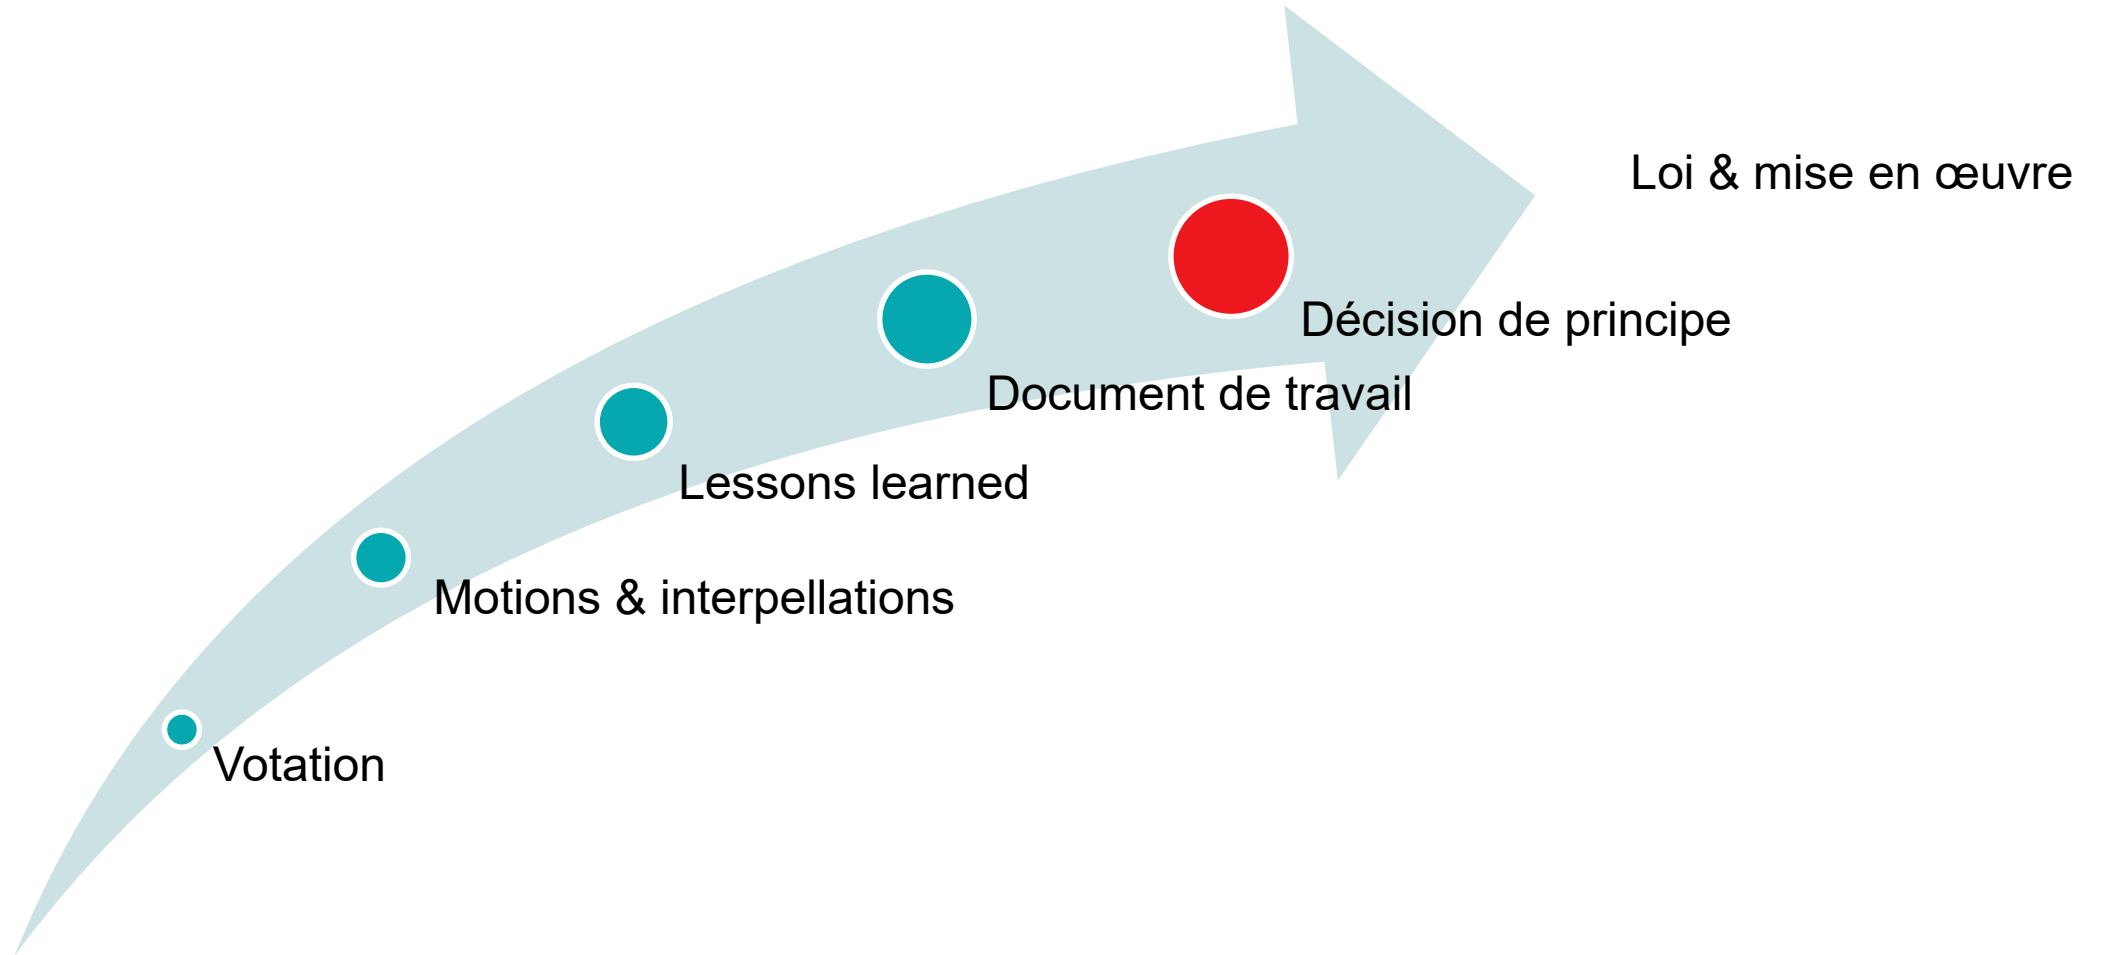 Loi & mise en œuvre
Décision de principe
Document de travail
Lessons learned
Motions & interpellations
Votation